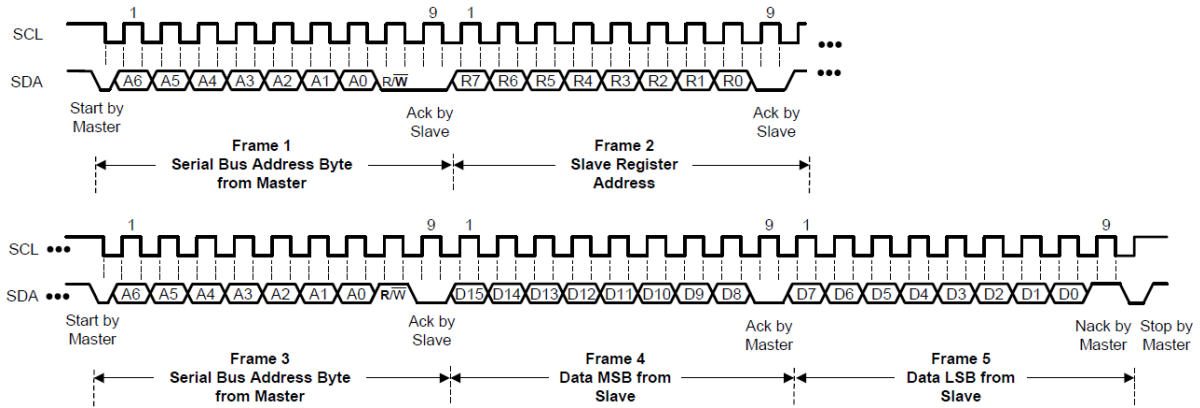 1 9 1 9
SCL •••
SDA A6 A5 A4 A3 A2 A1 A0 R/W̅ R7 R6 R5 R4 R3 R2 R1 R0 •••
Start by Ack by Ack by
Master Slave Slave
Frame 1 Frame 2
Serial Bus Address Byte Slave Register
from Master Address
1 9 1 9 1 9
SCL •••
SDA ••• A6 A5 A4 A3 A2 A1 A0 R/W̅ D15 D14 D13 D12 D11 D10 D9 D8 D7 D6 D5 D4 D3 D2 D1 D0
Start by Ack by Ack by Nack by Stop by
Master Slave Master Master Master
Frame 3 Frame 4 Frame 5
Serial Bus Address Byte Data MSB from Data LSB from
from Master Slave Slave